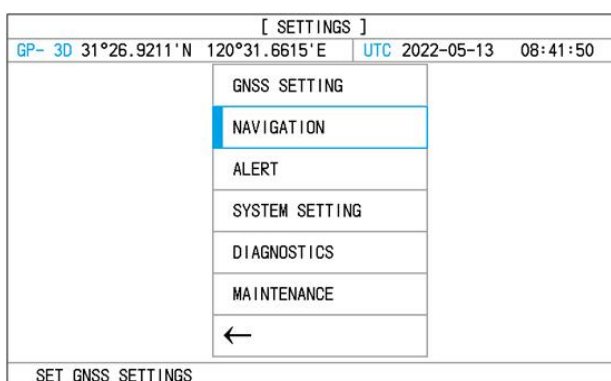 [ SETTINGS ]
GP- 3D 31°26.9211'N 120°31.6615'E UTC 2022-05-13 08:41:50
GNSS SETTING
NAVIGATION
ALERT
SYSTEM SETTING
DIAGNOSTICS
MAINTENANCE
←
SET GNSS SETTINGS